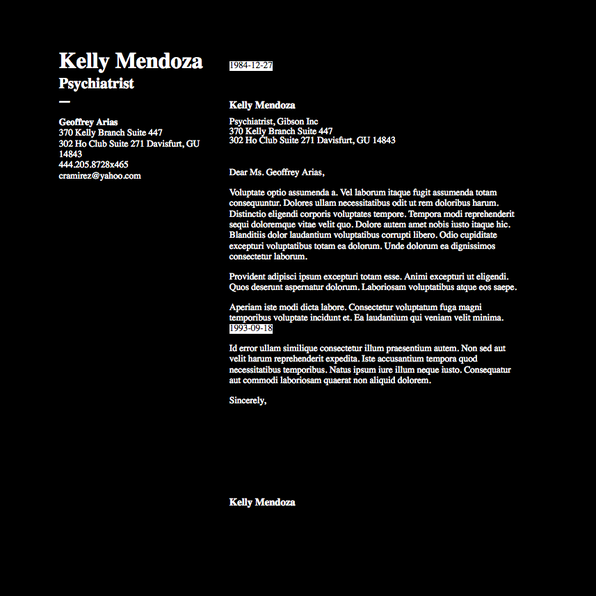 Kelly Mendoza
Psychiatrist
Geoffrey Arias
370 Kelly Branch Suite 447
302 Ho Club Suite 271 Davisfurt, GU
14843
444.205.8728x465
cramirez@yahoo.com
1984-12-27
Kelly Mendoza
Psychiatrist, Gibson Inc
370 Kelly Branch Suite 447
302 Ho Club Suite 271 Davisfurt, GU 14843
Dear Ms. Geoffrey Arias,
Voluptate optio assumenda a. Vel laborum itaque fugit assumenda totam
consequuntur. Dolores ullam necessitatibus odit ut rem doloribus harum.
Distinctio eligendi corporis voluptates tempore. Tempora modi reprehenderit
sequi doloremque vitae velit quo. Dolore autem amet nobis iusto itaque hic.
Blanditiis dolor laudantium voluptatibus corrupti libero. Odio cupiditate
excepturi voluptatibus totam ea dolorum. Unde dolorum ea dignissimos
consectetur laborum.
Provident adipisci ipsum excepturi totam esse. Animi excepturi ut eligendi.
Quos deserunt aspernatur dolorum. Laboriosam voluptatibus atque eos saepe.
Aperiam iste modi dicta labore. Consectetur voluptatum fuga magni
temporibus voluptate incidunt et. Ea laudantium qui veniam velit minima.
1993-09-18
Id error ullam similique consectetur illum praesentium autem. Non sed aut
velit harum reprehenderit expedita. Iste accusantium tempora quod
necessitatibus temporibus. Natus ipsum iure illum neque iusto. Consequatur
aut commodi laboriosam quaerat non aliquid dolorem.
Sincerely,
Kelly Mendoza